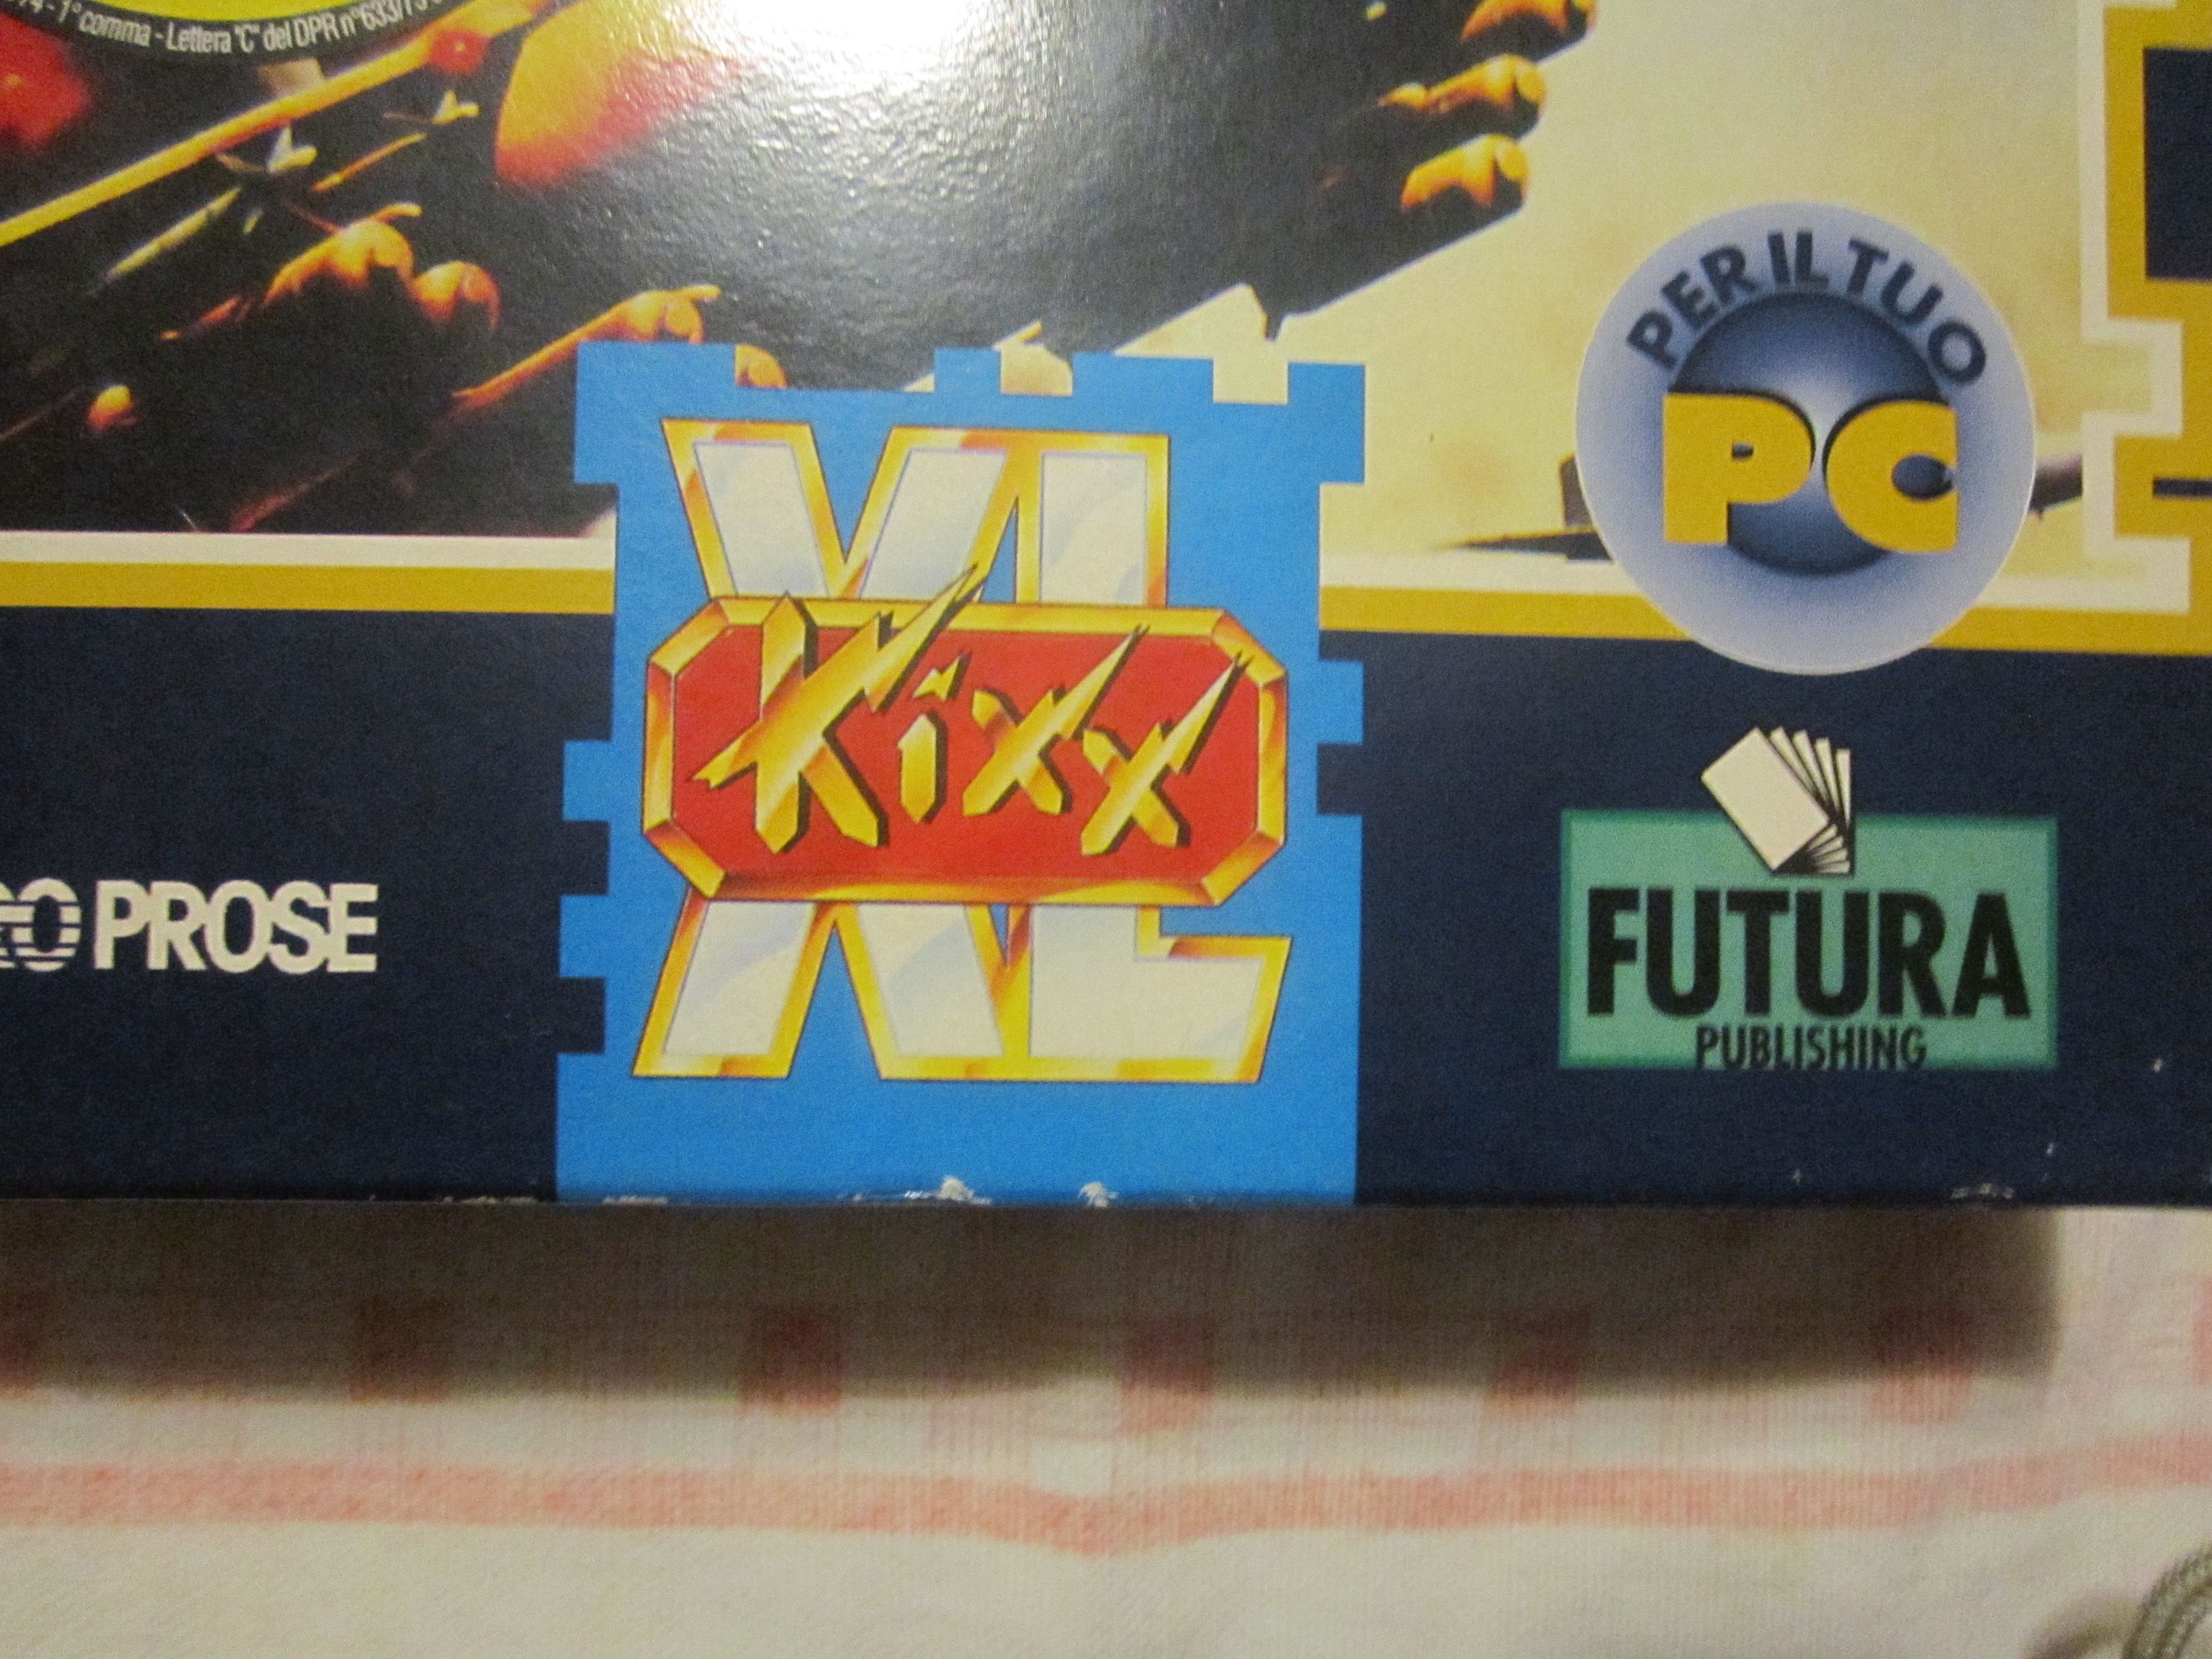 1° comma - Lettera "C" del DPR n° 633/
PER IL TUO
PC
XL
Kixx
PROSE
FUTURA
PUBLISHING